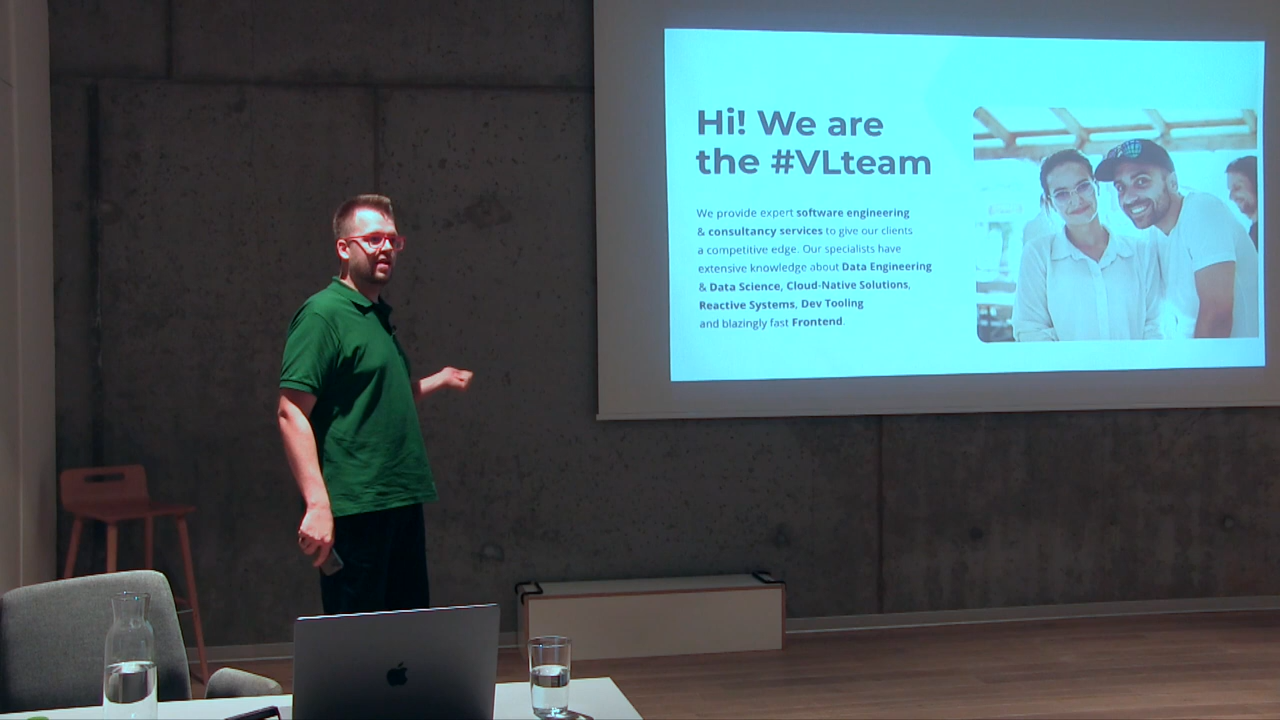 Hi! We are
the #VLteam
We provide expert software engineering
& consultancy services to give our clients
a competitive edge. Our specialists have
extensive knowledge about Data Engineering
& Data Science, Cloud-Native Solutions,
Reactive Systems, Dev Tooling
and blazingly fast Frontend.